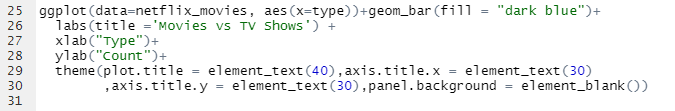 25 ggplot(data=netflix_movies, aes(x=type))+geom_bar(fill = "dark blue")+
26 labs(title ='Movies vs TV Shows') +
27 xlab("Type")+
28 ylab("Count")+
29 theme(plot.title = element_text(40),axis.title.x = element_text(30)
30 ,axis.title.y = element_text(30),panel.background = element_blank())
31